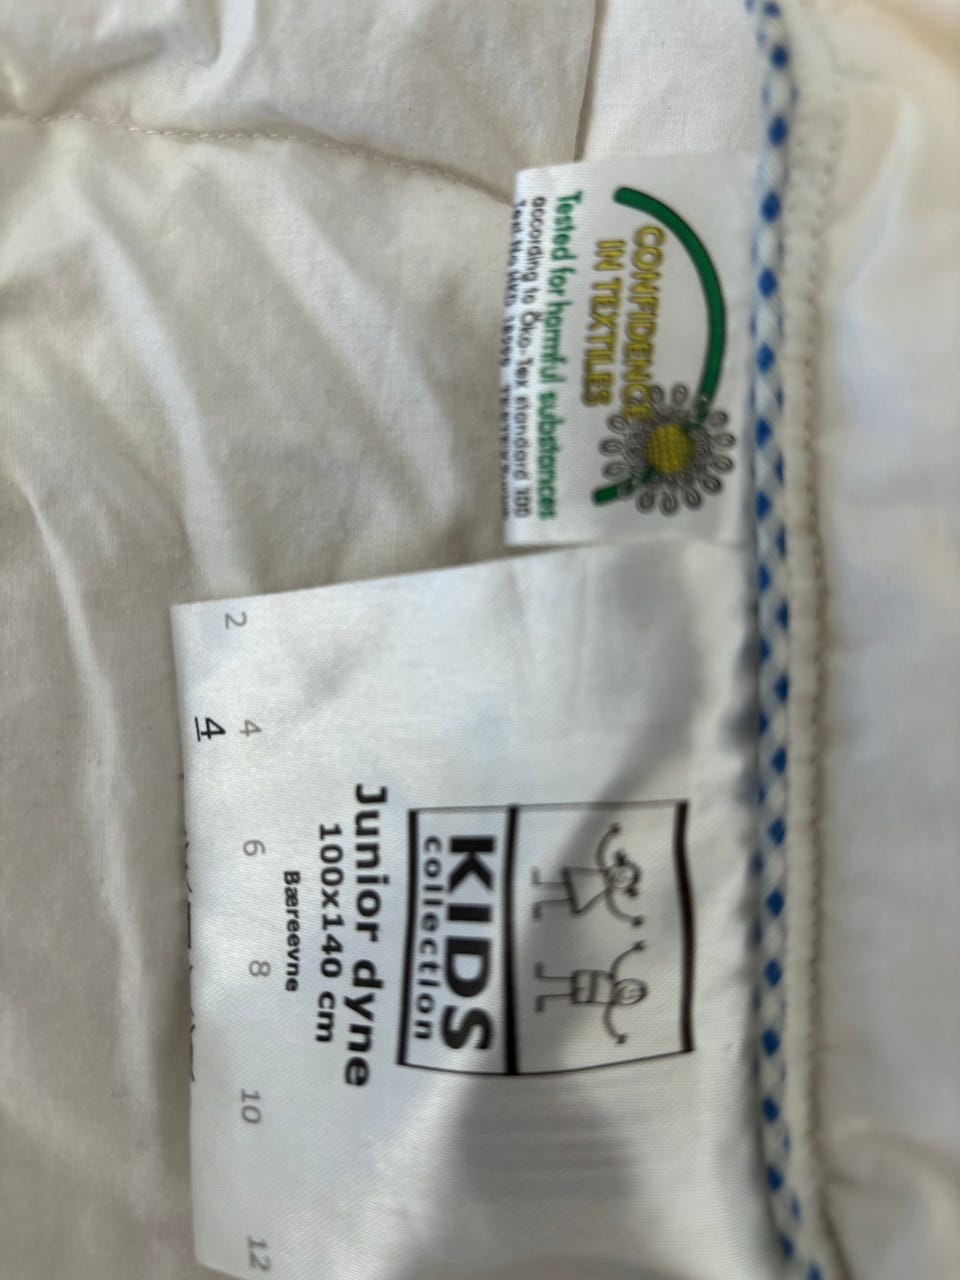 CONFIDENCE
IN TEXTILES
Tested for harmful substances
according to Öko-Tex standard 100
KIDS
collection
Junior dyne
100x140 cm
Bæreevne
2 4 6 8 10 12
4